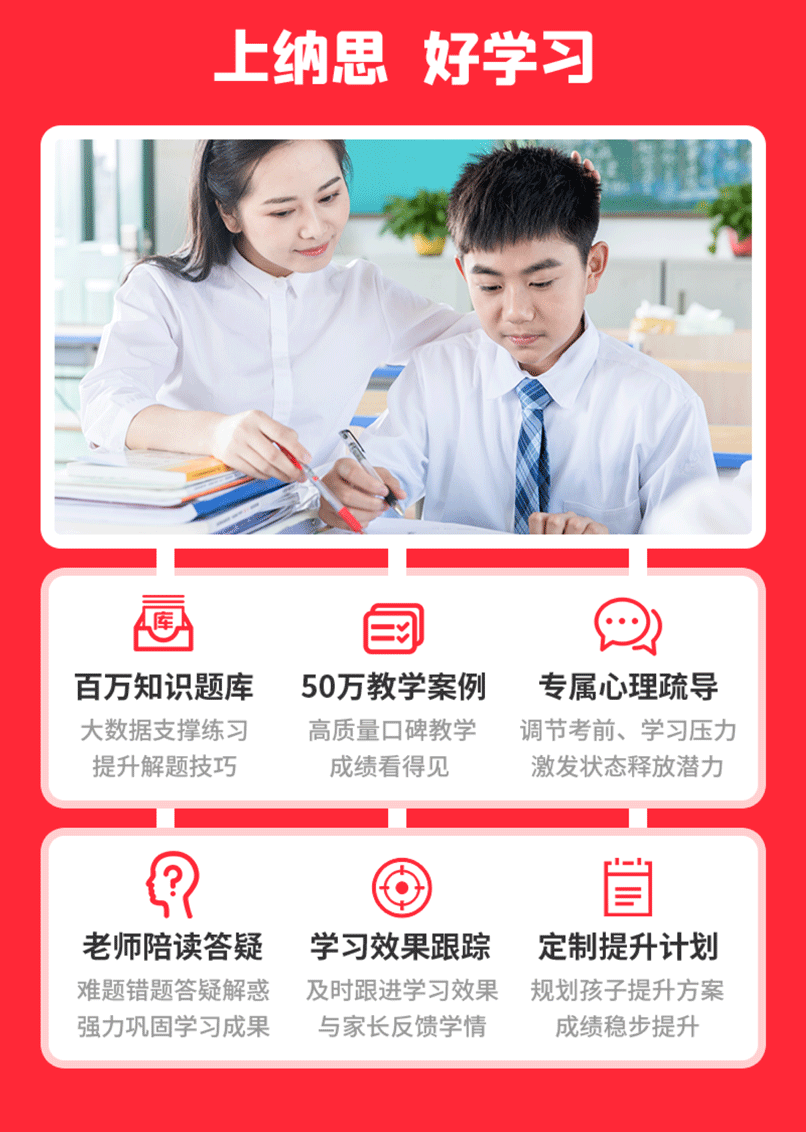 上纳思 好学习
库
百万知识题库
大数据支撑练习
提升解题技巧
50万教学案例
高质量口碑教学
成绩看得见
专属心理疏导
调节考前、学习压力
激发状态释放潜力
老师陪读答疑
难题错题答疑解惑
强力巩固学习成果
学习效果跟踪
及时跟进学习效果
与家长反馈学情
定制提升计划
规划孩子提升方案
成绩稳步提升